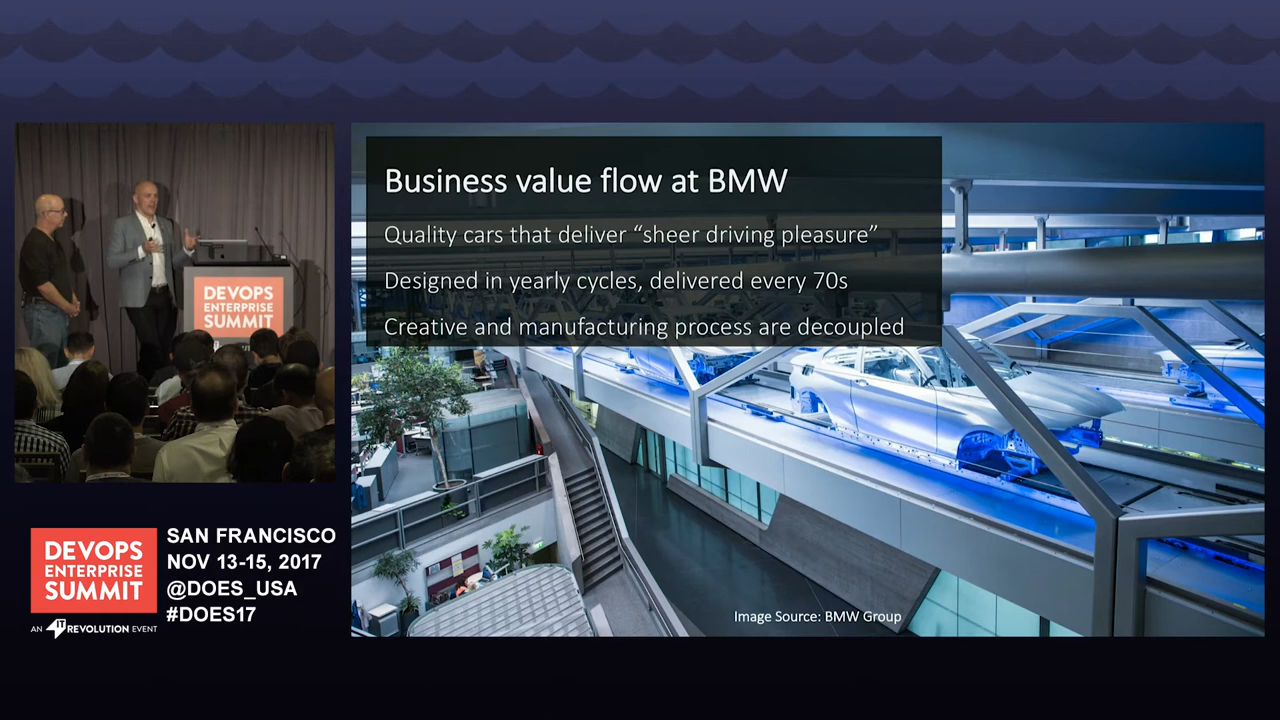 Business value flow at BMW
Quality cars that deliver “sheer driving pleasure”
Designed in yearly cycles, delivered every 70s
Creative and manufacturing process are decoupled
Image Source: BMW Group
DEVOPS
ENTERPRISE
SUMMIT
DEVOPS
ENTERPRISE
SUMMIT
AN IT REVOLUTION EVENT
SAN FRANCISCO
NOV 13-15, 2017
@DOES_USA
#DOES17